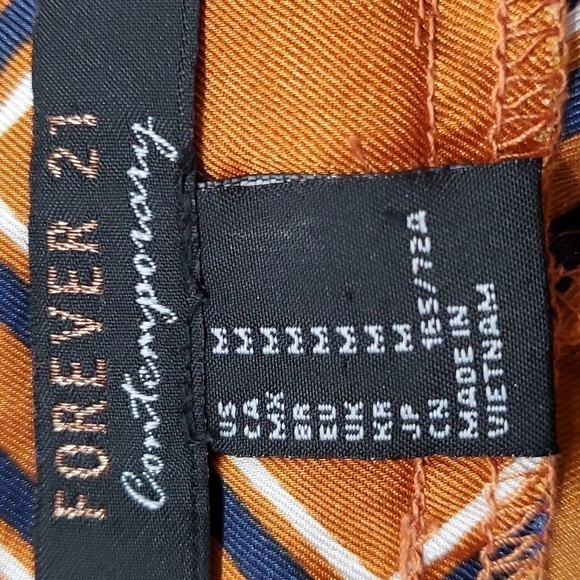 FOREVER 21
Contemporary
US M
CA M
MX M
BR M
EU M
UK M
KR M
JP M
CN 165/72A
MADE IN
VIETNAM